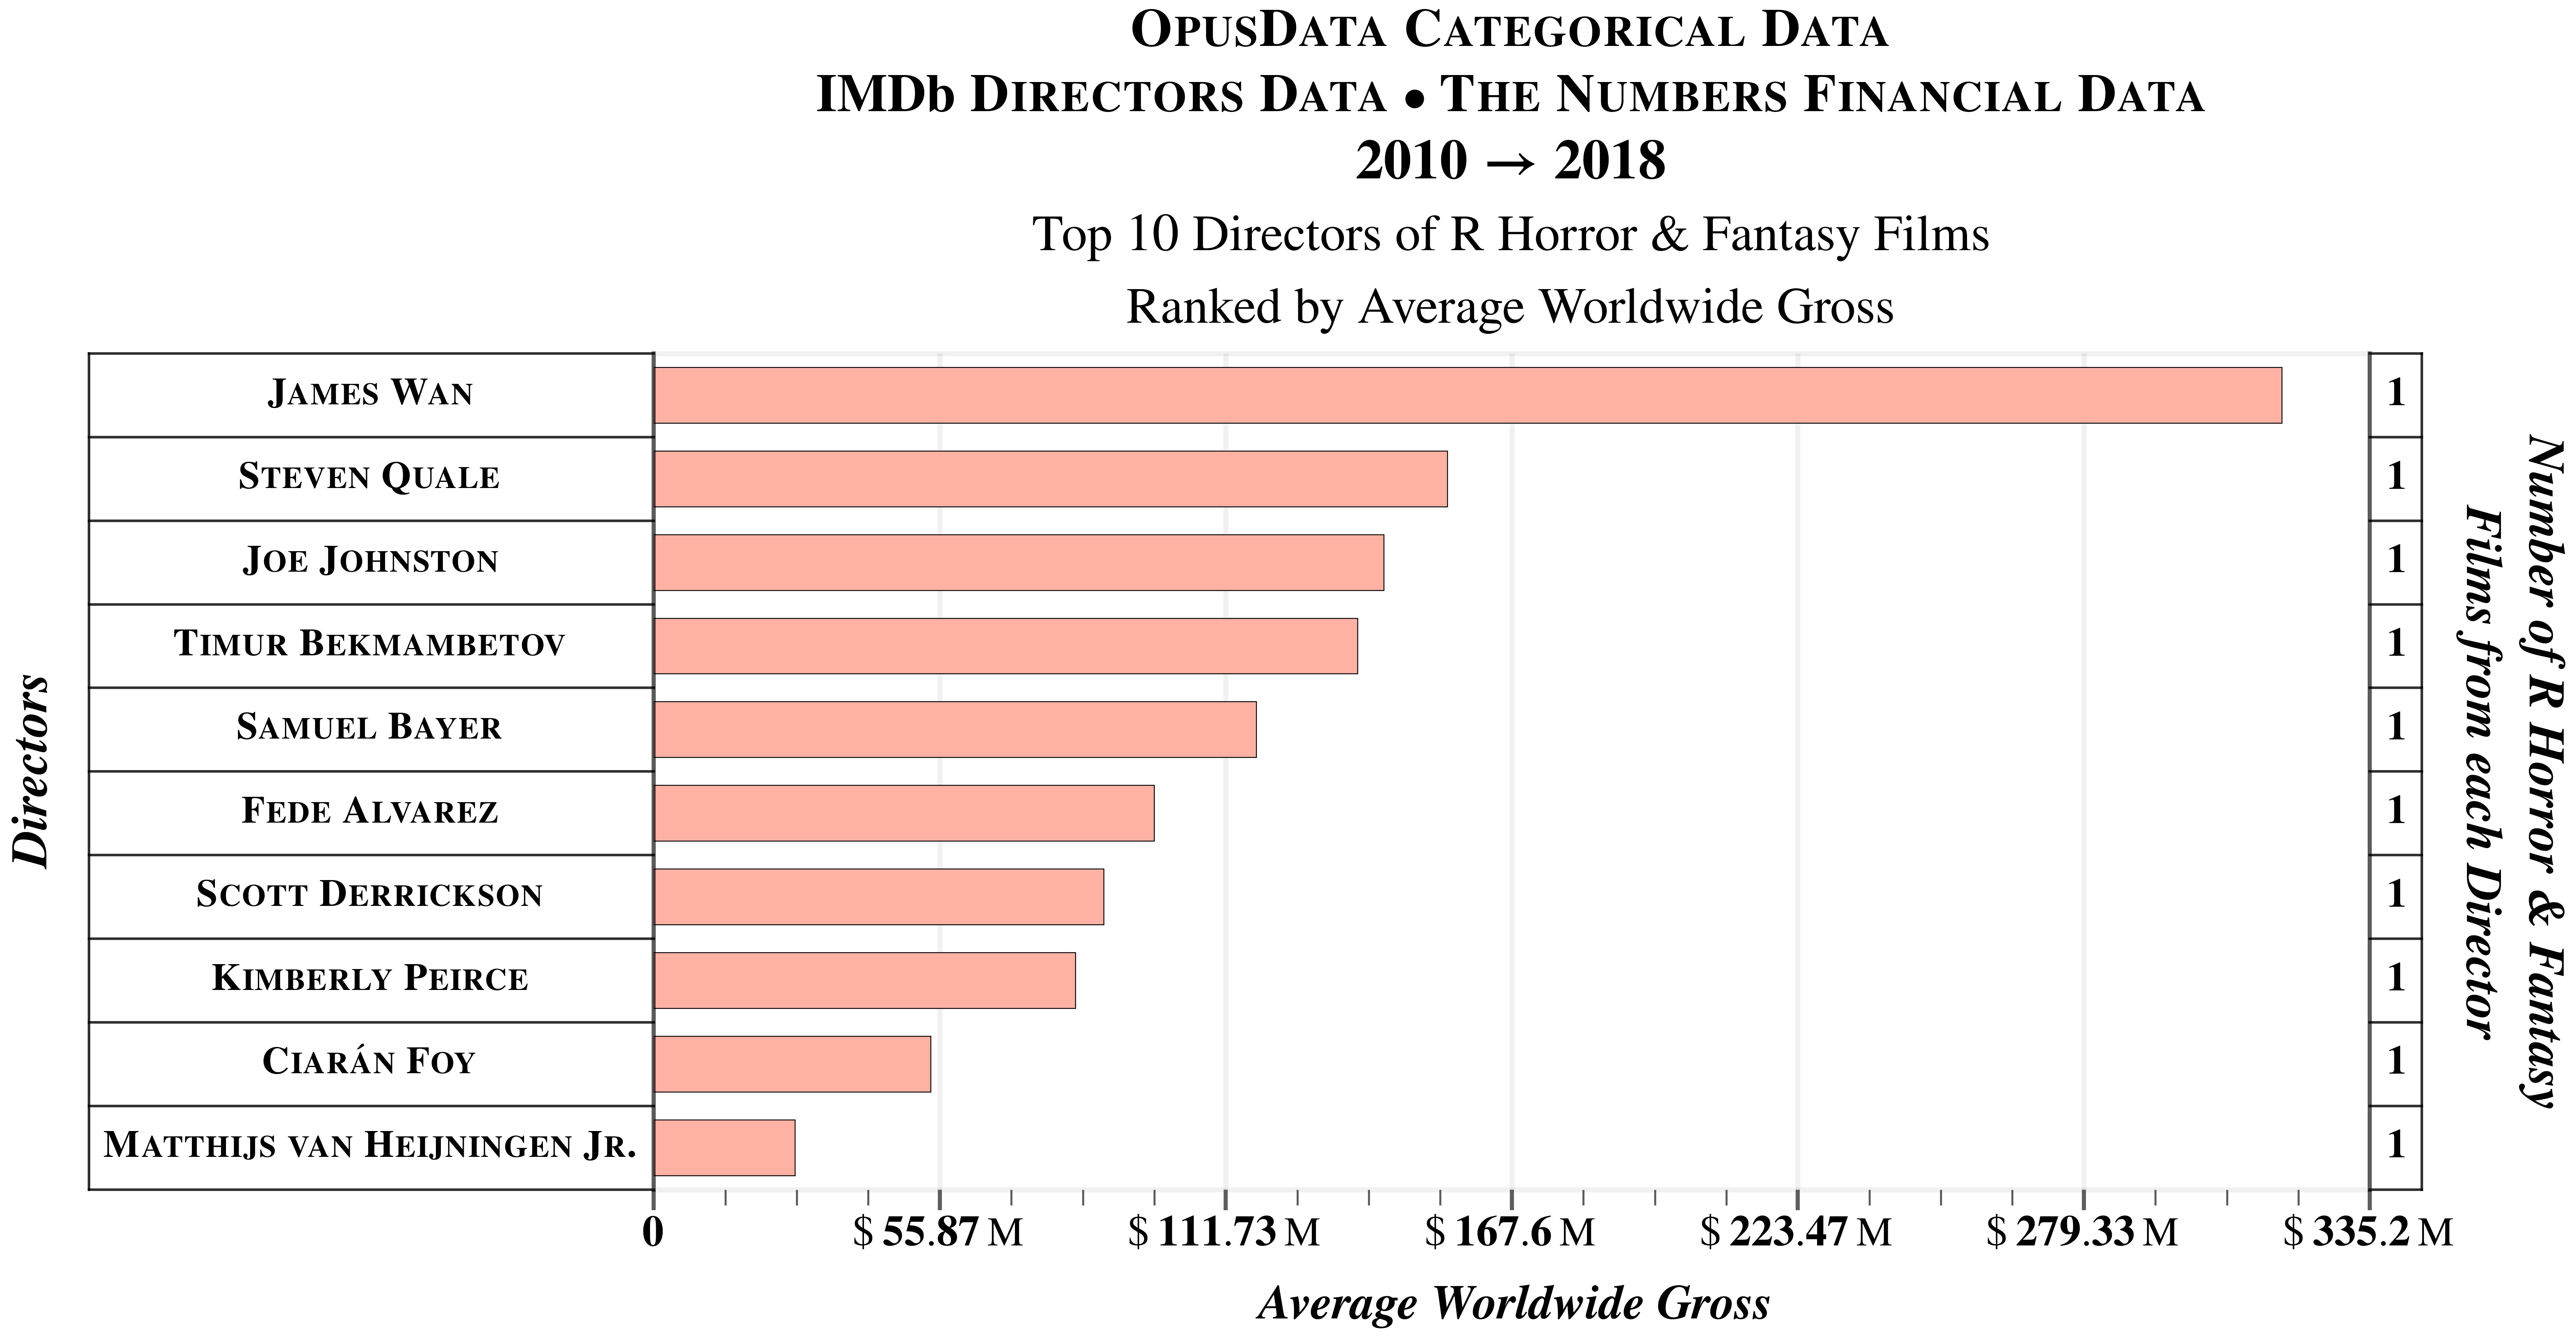 OPUSDATA CATEGORICAL DATA
IMDb DIRECTORS DATA • THE NUMBERS FINANCIAL DATA
2010 → 2018
Top 10 Directors of R Horror & Fantasy Films
Ranked by Average Worldwide Gross
Directors
JAMES WAN 1
STEVEN QUALE 1
JOE JOHNSTON 1
TIMUR BEKMAMBETOV 1
SAMUEL BAYER 1
FEDE ALVAREZ 1
SCOTT DERRICKSON 1
KIMBERLY PEIRCE 1
CIARÁN FOY 1
MATTHIJS VAN HEIJNINGEN JR. 1
Number of R Horror & Fantasy
Films from each Director
0 $ 55.87 M $ 111.73 M $ 167.6 M $ 223.47 M $ 279.33 M $ 335.2 M
Average Worldwide Gross